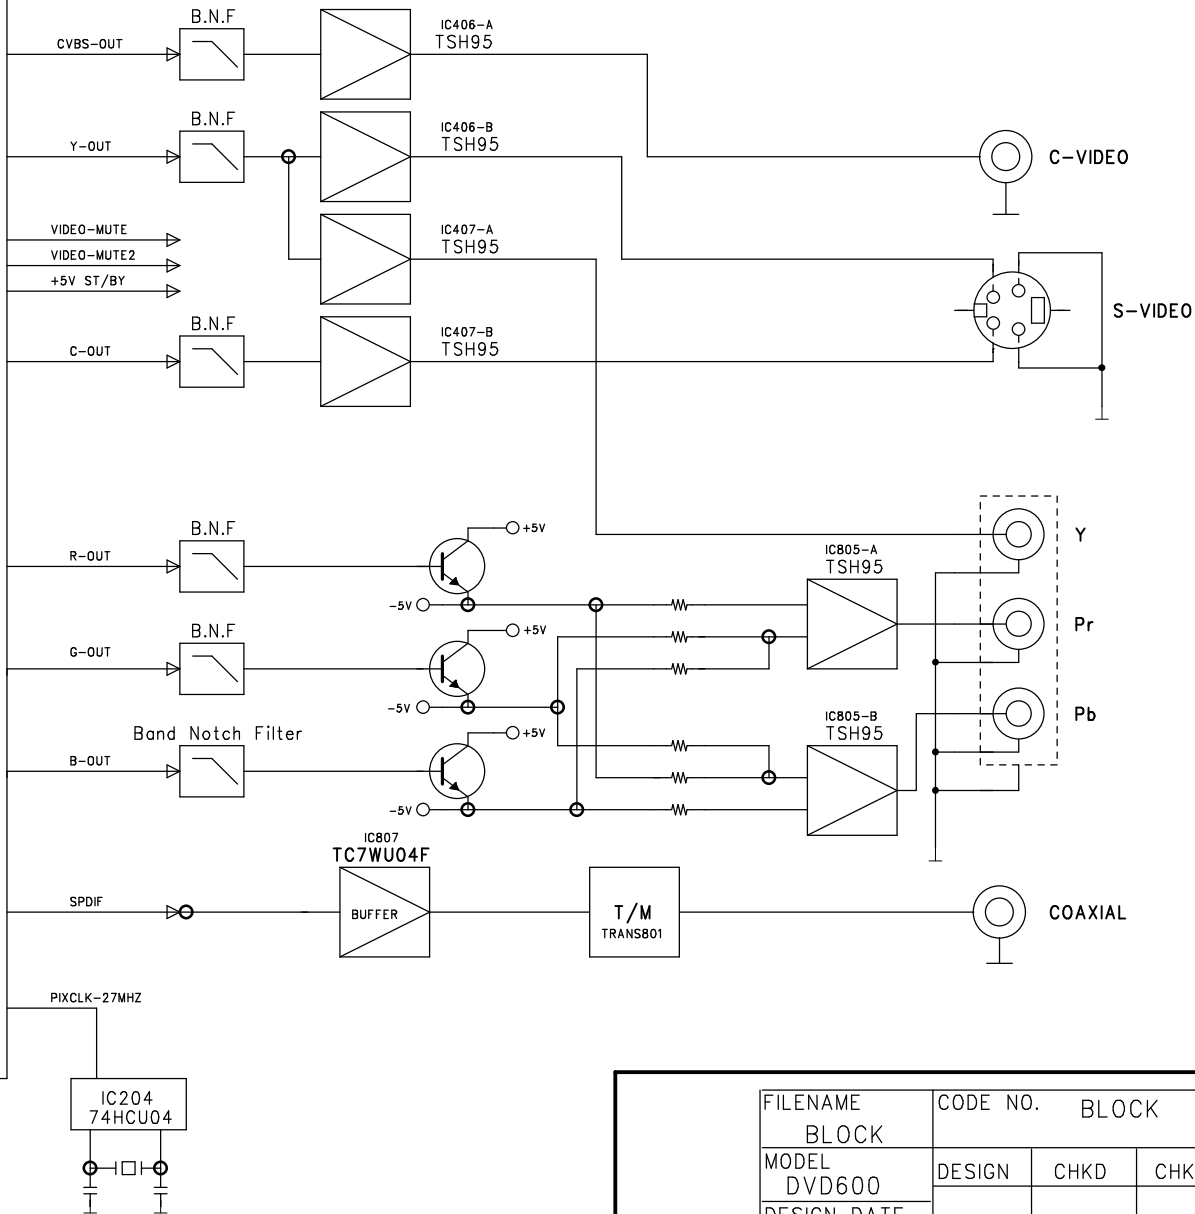 B.N.F
CVBS-OUT
IC406-A
TSH95
B.N.F
Y-OUT
IC406-B
TSH95
C-VIDEO
VIDEO-MUTE
VIDEO-MUTE2
+5V ST/BY
IC407-A
TSH95
S-VIDEO
B.N.F
C-OUT
IC407-B
TSH95
B.N.F
R-OUT
+5V
-5V
IC805-A
TSH95
Y
B.N.F
G-OUT
+5V
-5V
Pr
Band Notch Filter
B-OUT
+5V
-5V
IC805-B
TSH95
Pb
IC807
TC7WU04F
SPDIF
BUFFER
T/M
TRANS801
COAXIAL
PIXCLK-27MHZ
IC204
74HCU04
FILENAME
BLOCK
CODE NO. BLOCK
MODEL
DVD600
DESIGN CHKD CHK
DESIGN DATE